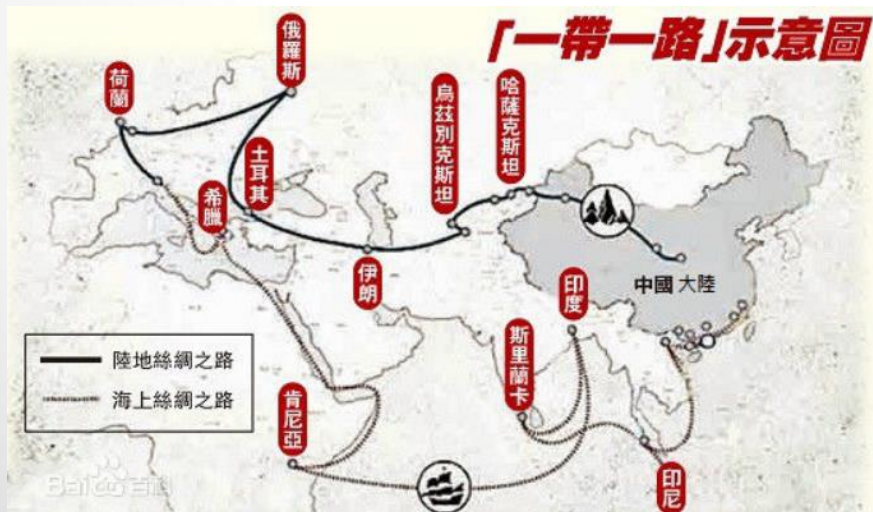 「一帶一路」示意圖
俄羅斯
荷蘭
哈薩克斯坦
烏茲別克斯坦
土耳其
希臘
伊朗
印度
中國 大陸
斯里蘭卡
陸地絲綢之路
海上絲綢之路
肯尼亞
印尼
Baidu百科